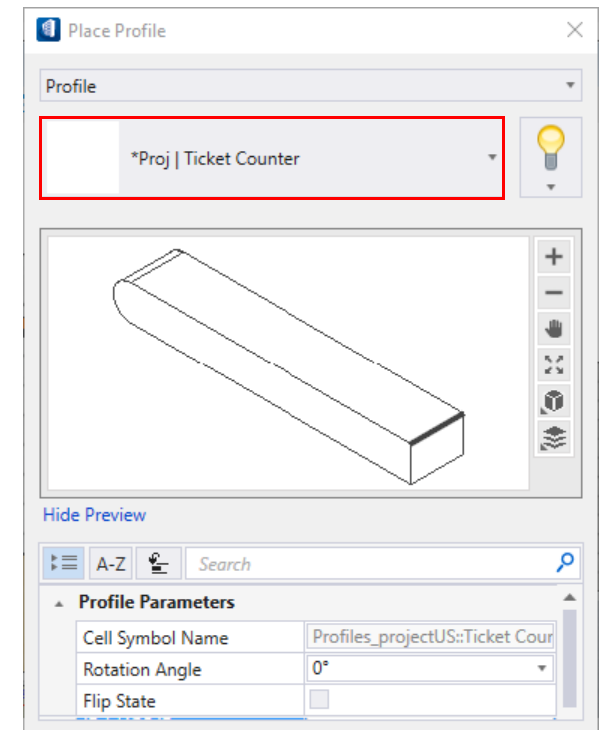 Place Profile
Profile
*Proj | Ticket Counter
Hide Preview
A-Z Search
Profile Parameters
Cell Symbol Name Profiles_projectUS::Ticket Cour
Rotation Angle 0°
Flip State